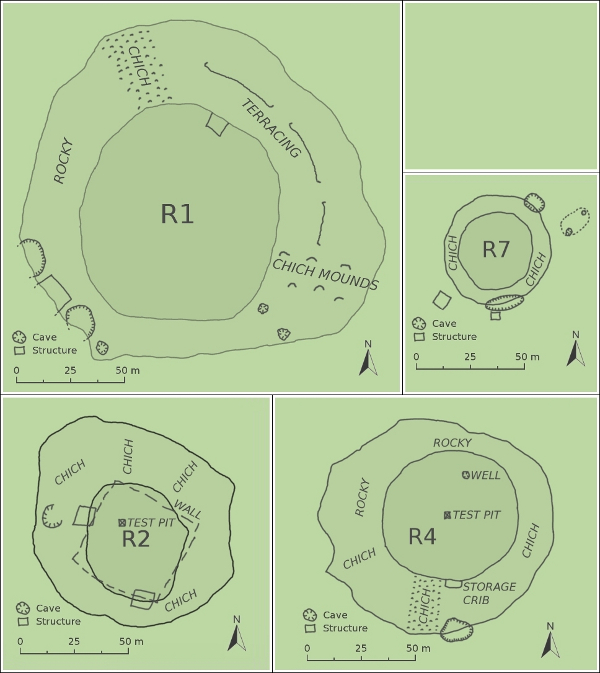 CHICH
TERRACING
ROCKY
R1
CHICH MOUNDS
Cave
Structure
0 25 50 m
N
R7
CHICH
CHICH
Cave
Structure
0 25 50 m
N
CHICH
CHICH
CHICH
WALL
TEST PIT
R2
CHICH
Cave
Structure
0 25 50 m
N
ROCKY
WELL
ROCKY
TEST PIT
R4
CHICH
CHICH
STORAGE
CRIB
CHICH
Cave
Structure
0 25 50 m
N